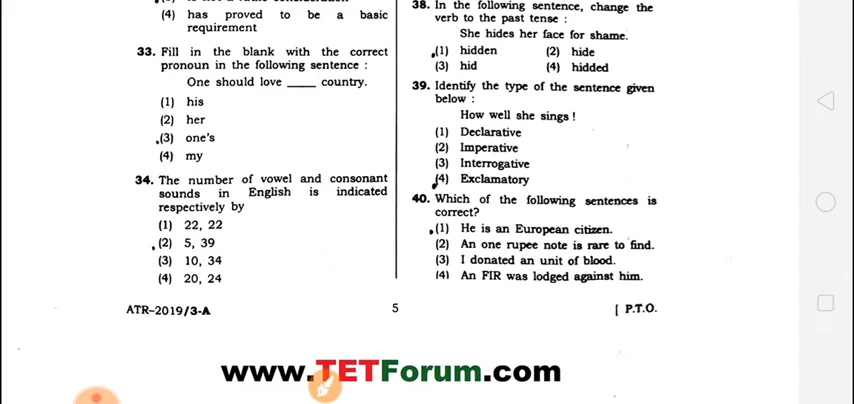 (4) has proved to be a basic
requirement
33. Fill in the blank with the correct
pronoun in the following sentence :
One should love ____ country.
(1) his
(2) her
(3) one's
(4) my
34. The number of vowel and consonant
sounds in English is indicated
respectively by
(1) 22, 22
(2) 5, 39
(3) 10, 34
(4) 20, 24
38. In the following sentence, change the
verb to the past tense :
She hides her face for shame.
(1) hidden (2) hide
(3) hid (4) hidded
39. Identify the type of the sentence given
below :
How well she sings !
(1) Declarative
(2) Imperative
(3) Interrogative
(4) Exclamatory
40. Which of the following sentences is
correct?
(1) He is an European citizen.
(2) An one rupee note is rare to find.
(3) I donated an unit of blood.
(4) An FIR was lodged against him.
ATR–2019/3–A 5 [ P.T.O.
www.TETForum.com